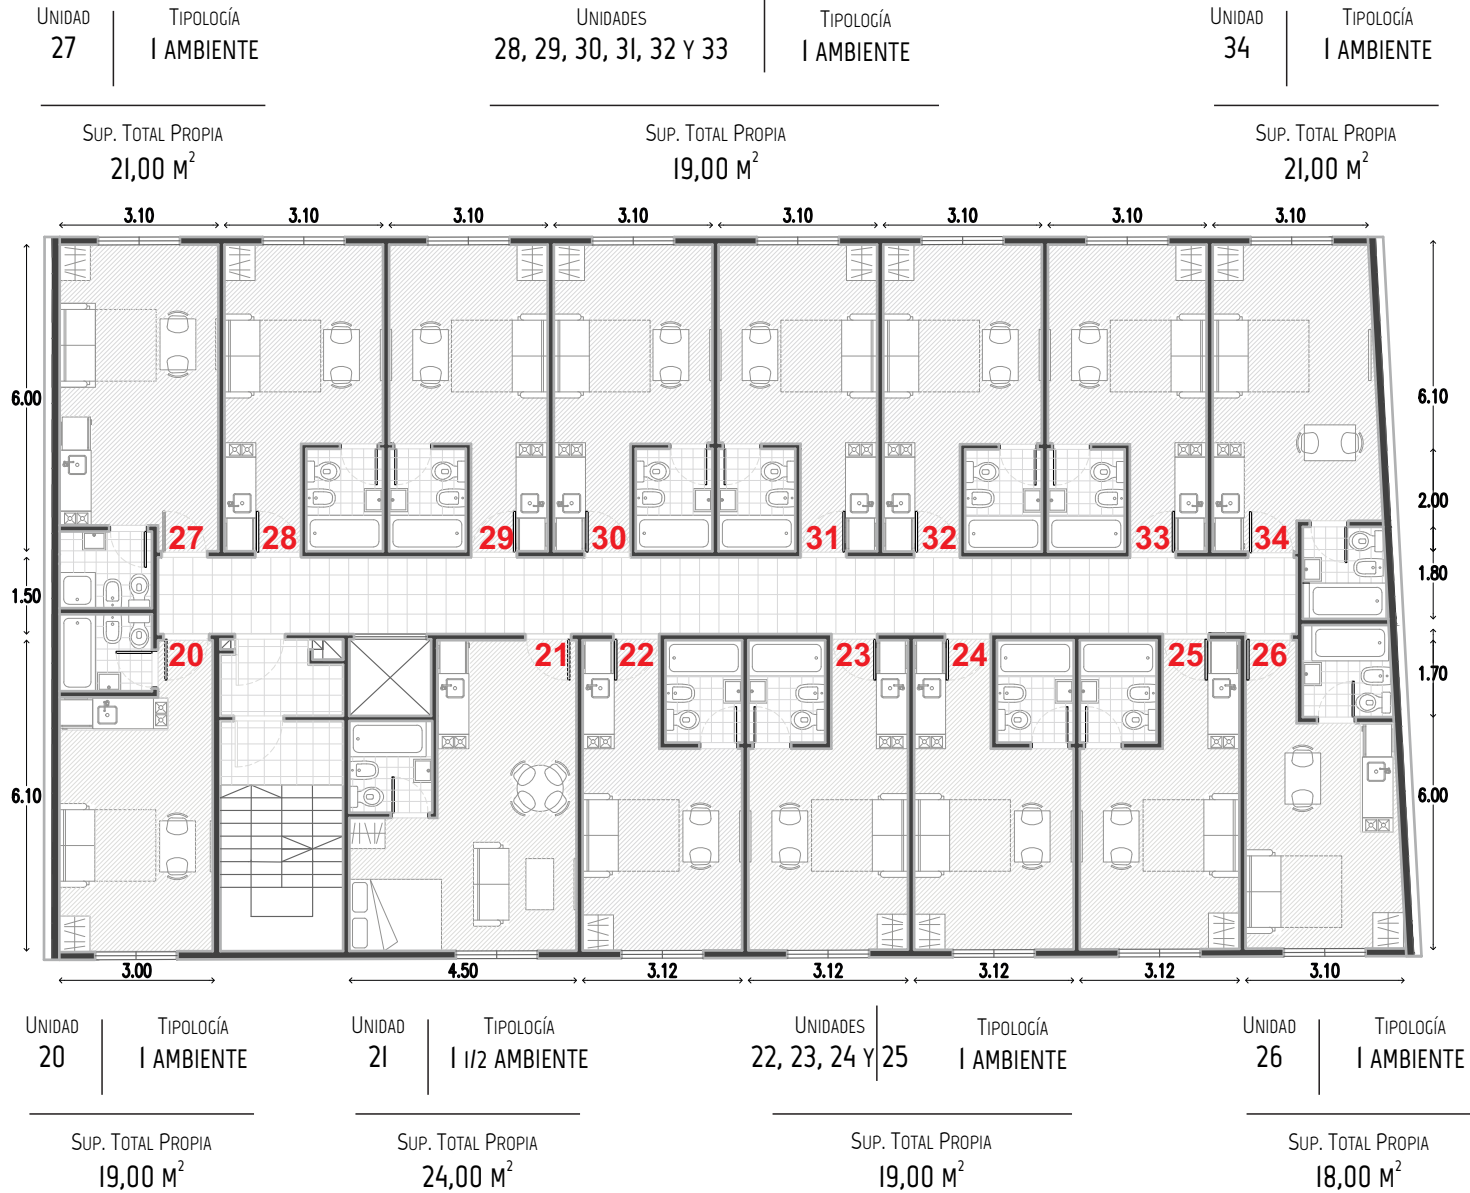 UNIDAD
27
TIPOLOGÍA
1 AMBIENTE
SUP. TOTAL PROPIA
21,00 M²
UNIDADES
28, 29, 30, 31, 32 Y 33
TIPOLOGÍA
1 AMBIENTE
SUP. TOTAL PROPIA
19,00 M²
UNIDAD
34
TIPOLOGÍA
1 AMBIENTE
SUP. TOTAL PROPIA
21,00 M²
3.10 3.10 3.10 3.10 3.10 3.10 3.10 3.10
6.00
6.10
2.00
27 28 29 30 31 32 33 34
1.80
1.50
20 21 22 23 24 25 26
1.70
6.10
6.00
3.00 4.50 3.12 3.12 3.12 3.12 3.10
UNIDAD
20
TIPOLOGÍA
1 AMBIENTE
SUP. TOTAL PROPIA
19,00 M²
UNIDAD
21
TIPOLOGÍA
1 1/2 AMBIENTE
SUP. TOTAL PROPIA
24,00 M²
UNIDADES
22, 23, 24 Y 25
TIPOLOGÍA
1 AMBIENTE
SUP. TOTAL PROPIA
19,00 M²
UNIDAD
26
TIPOLOGÍA
1 AMBIENTE
SUP. TOTAL PROPIA
18,00 M²